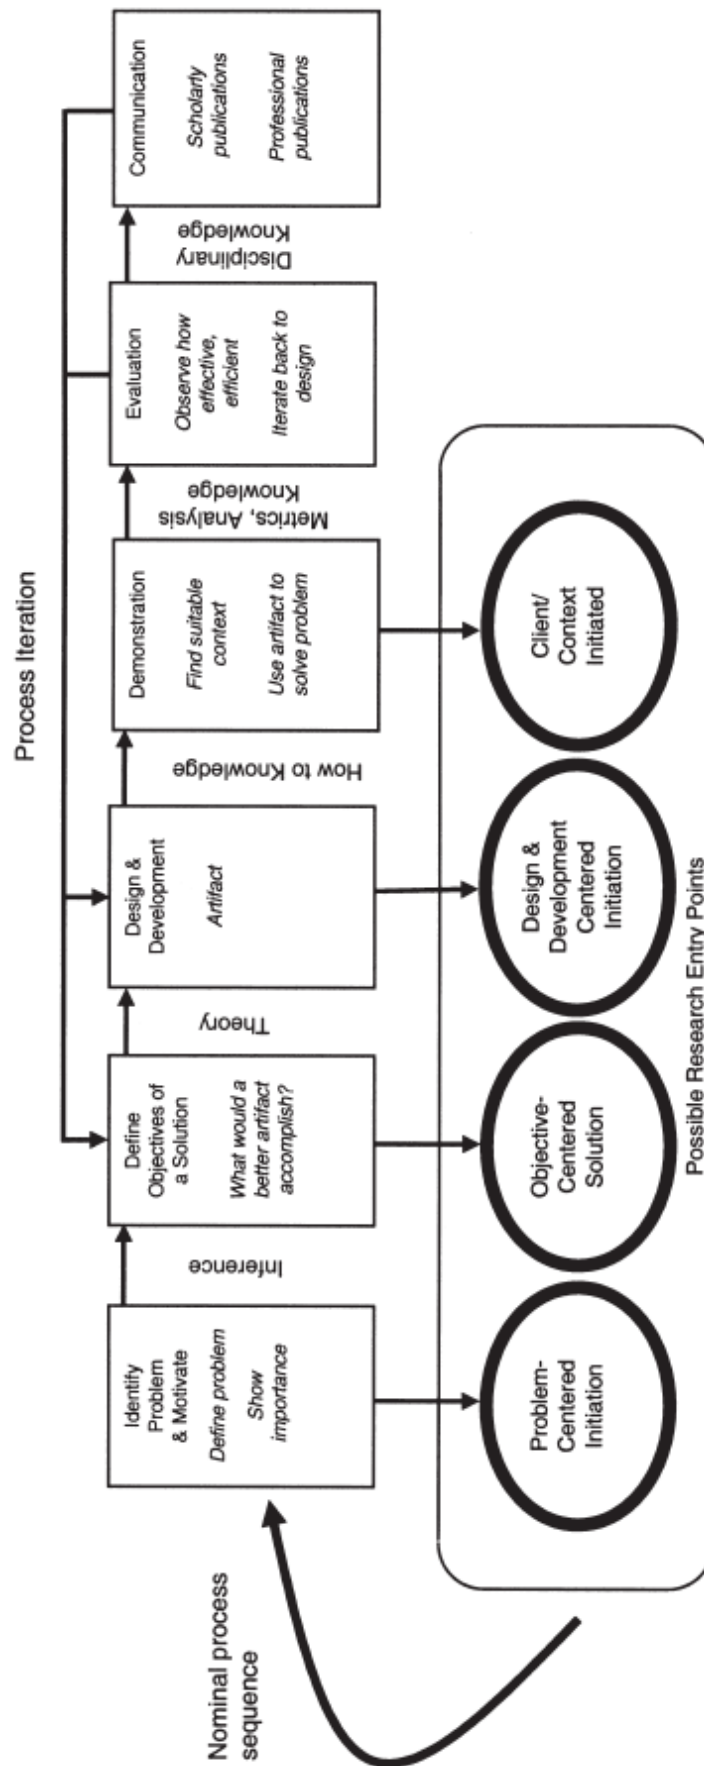 Process Iteration
Nominal process
sequence
Identify
Problem
& Motivate
Define problem
Show
importance
Inference
Define
Objectives of
a Solution
What would a
better artifact
accomplish?
Theory
Design &
Development
Artifact
How to Knowledge
Demonstration
Find suitable
context
Use artifact to
solve problem
Metrics, Analysis
Knowledge
Evaluation
Observe how
effective,
efficient
Iterate back to
design
Disciplinary
Knowledge
Communication
Scholarly
publications
Professional
publications
Problem-
Centered
Initiation
Objective-
Centered
Solution
Design &
Development
Centered
Initiation
Client/
Context
Initiated
Possible Research Entry Points